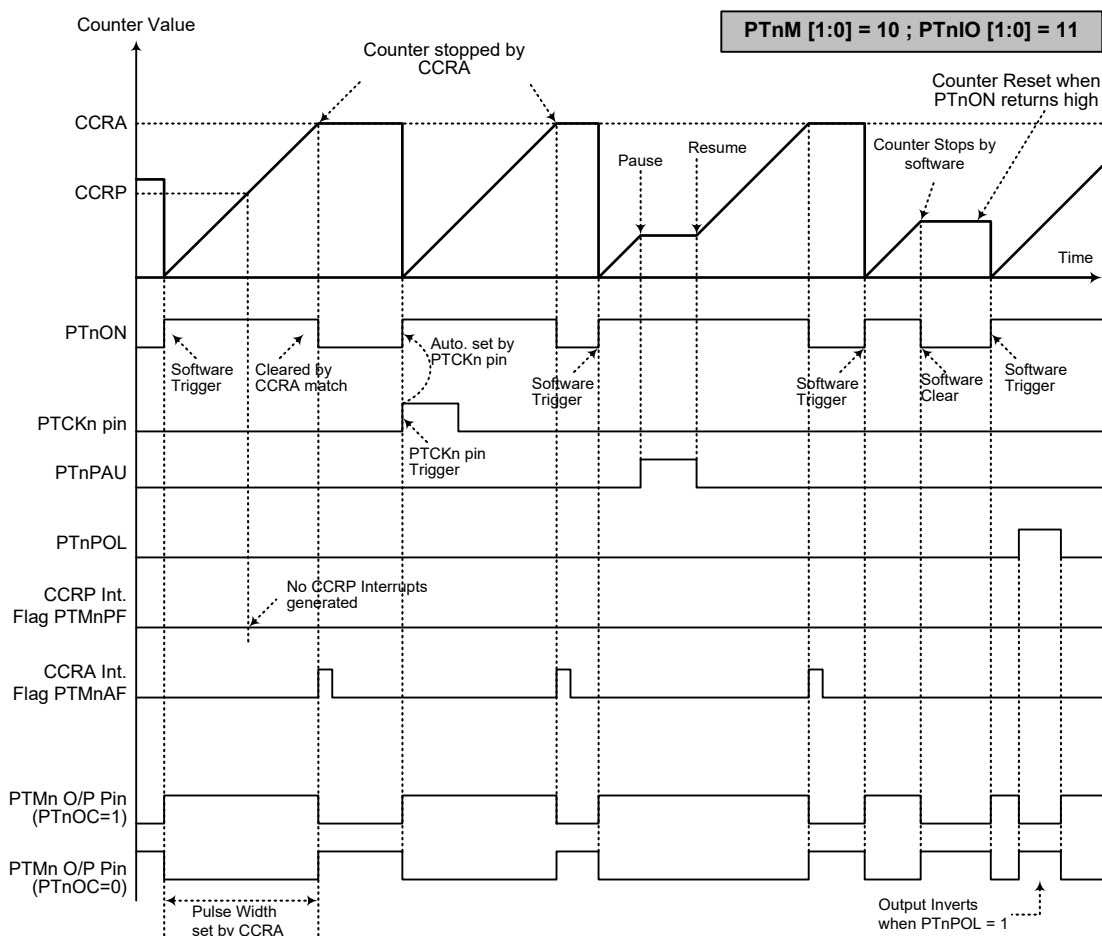 Counter Value
PTnM [1:0] = 10 ; PTnIO [1:0] = 11
Counter stopped by
CCRA
Counter Reset when
PTnON returns high
CCRA
Pause
Resume
Counter Stops by
software
CCRP
Time
PTnON
Software
Trigger
Cleared by
CCRA match
Auto. set by
PTCKn pin
Software
Trigger
Software
Trigger
Software
Clear
Software
Trigger
PTCKn pin
PTCKn pin
Trigger
PTnPAU
PTnPOL
CCRP Int.
Flag PTMnPF
No CCRP Interrupts
generated
CCRA Int.
Flag PTMnAF
PTMn O/P Pin
(PTnOC=1)
PTMn O/P Pin
(PTnOC=0)
Pulse Width
set by CCRA
Output Inverts
when PTnPOL = 1